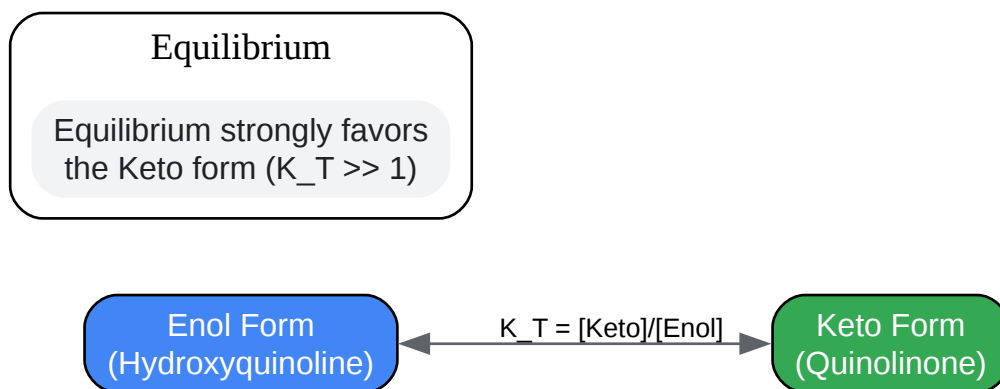 Equilibrium
Equilibrium strongly favors
the Keto form (K_T >> 1)
Enol Form
(Hydroxyquinoline)
K_T = [Keto]/[Enol]
Keto Form
(Quinolinone)